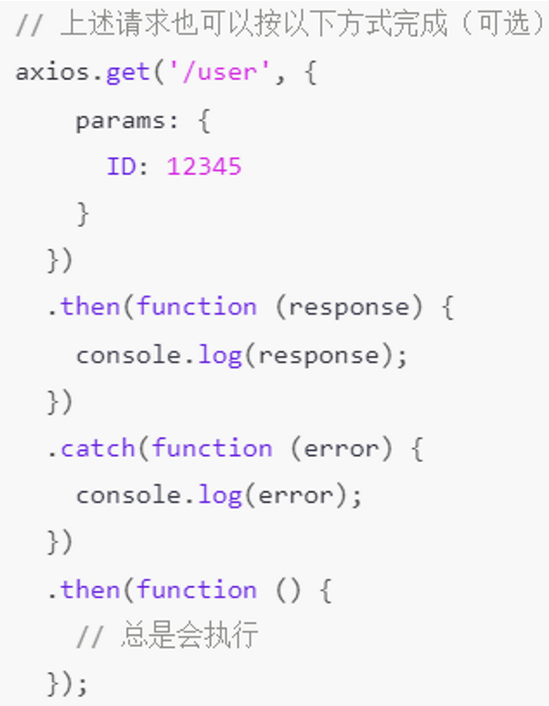 // 上述请求也可以按以下方式完成（可选）
axios.get('/user', {
    params: {
      ID: 12345
    }
  })
  .then(function (response) {
    console.log(response);
  })
  .catch(function (error) {
    console.log(error);
  })
  .then(function () {
    // 总是会执行
  });